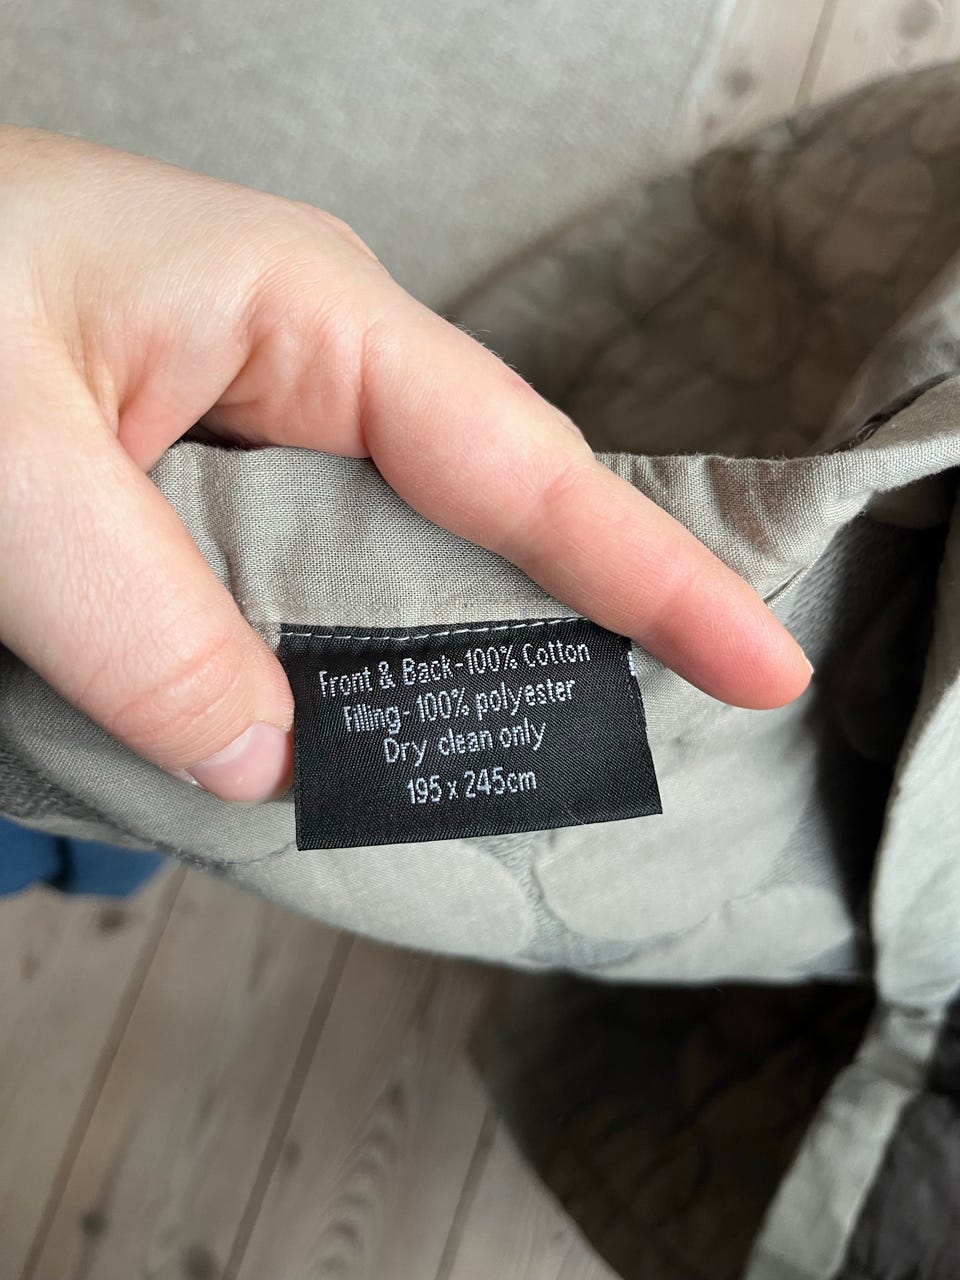 Front & Back-100% Cotton
Filling-100% polyester
Dry clean only
195 x 245cm